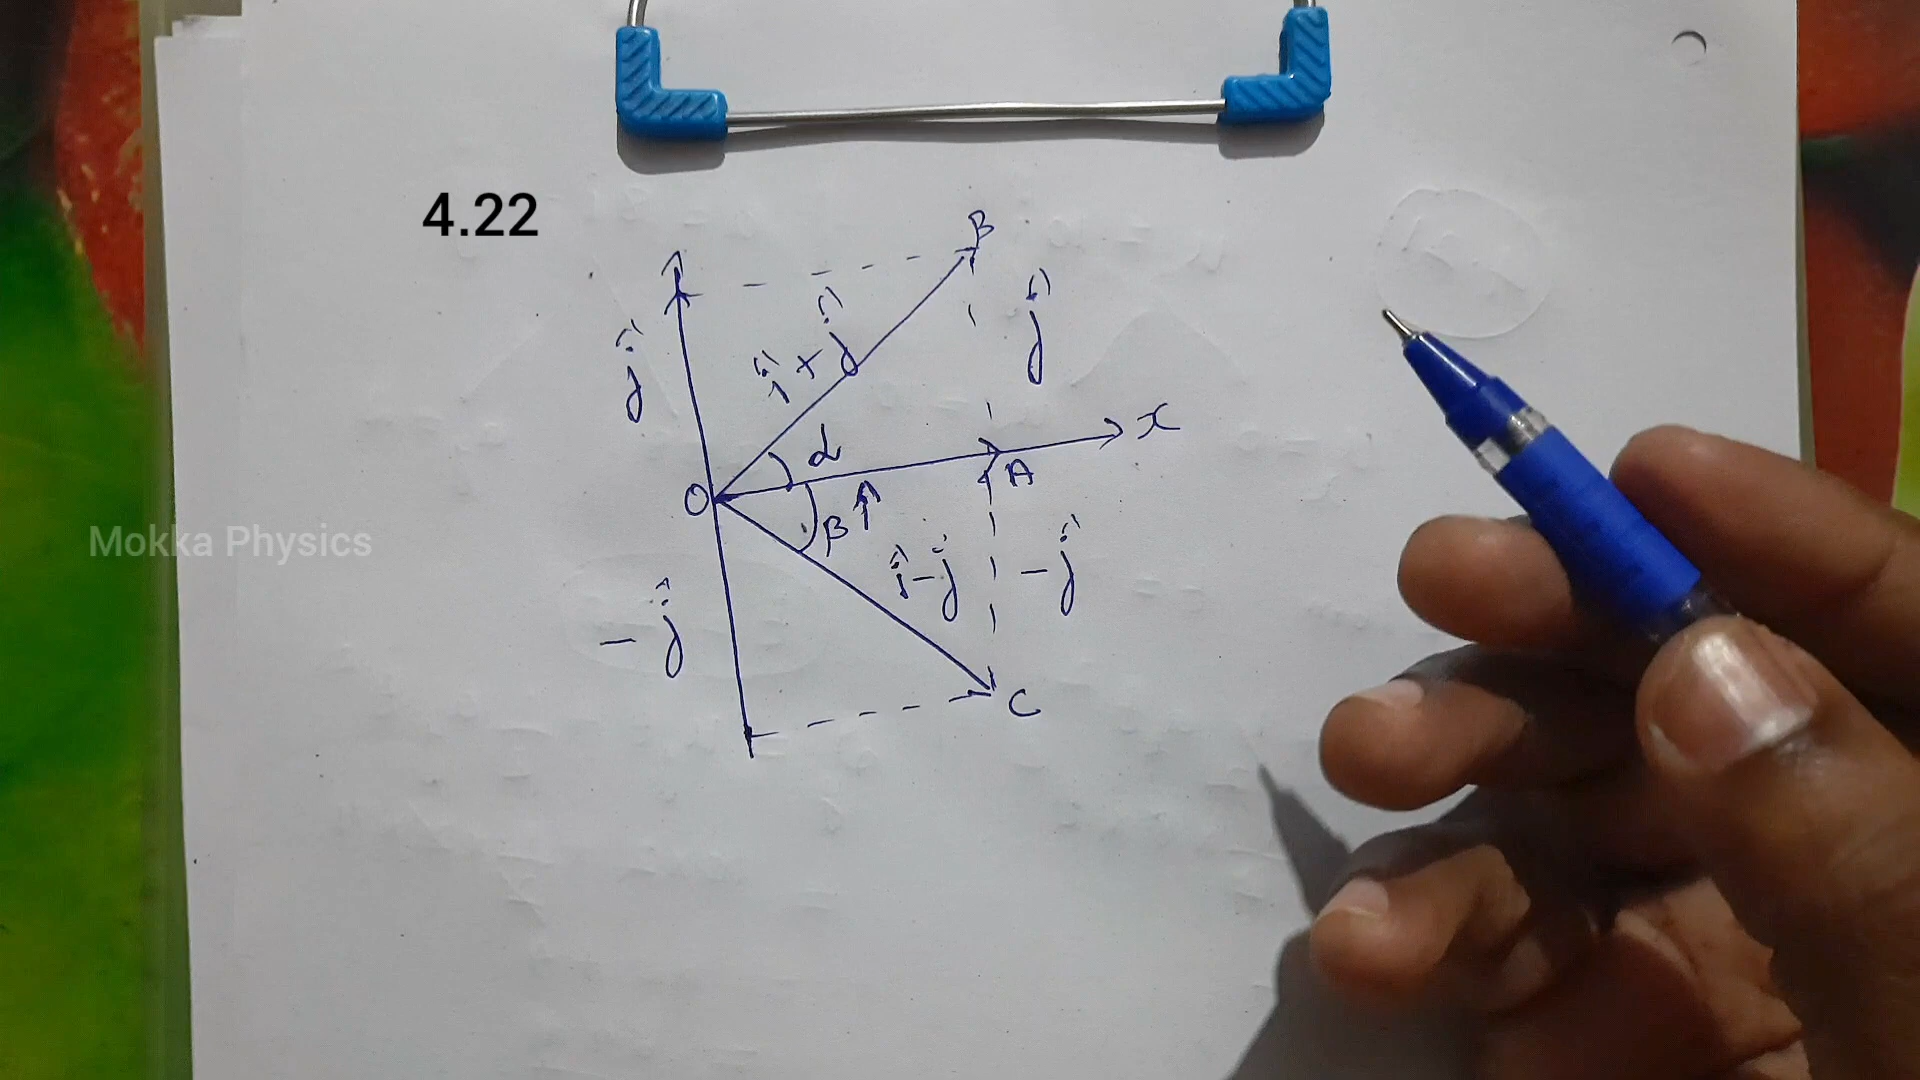 4.22
B
ĵ
ĵ
î + ĵ
α
x
O
A
î
β
Mokka Physics
î - ĵ
- ĵ
- ĵ
C